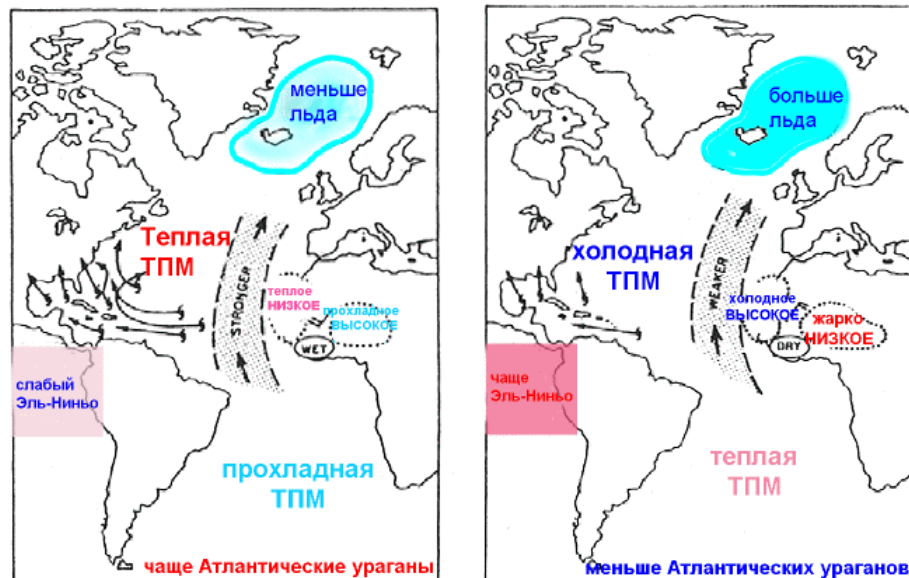 меньше
льда
Теплая
ТПМ
STRONGER
теплое
НИЗКОЕ
прохладное
ВЫСОКОЕ
WET
слабый
Эль-Ниньо
прохладная
ТПМ
чаще Атлантические ураганы
больше
льда
холодная
ТПМ
WEAKER
холодное
ВЫСОКОЕ
жарко
НИЗКОЕ
DRY
чаще
Эль-Ниньо
теплая
ТПМ
меньше Атлантических ураганов